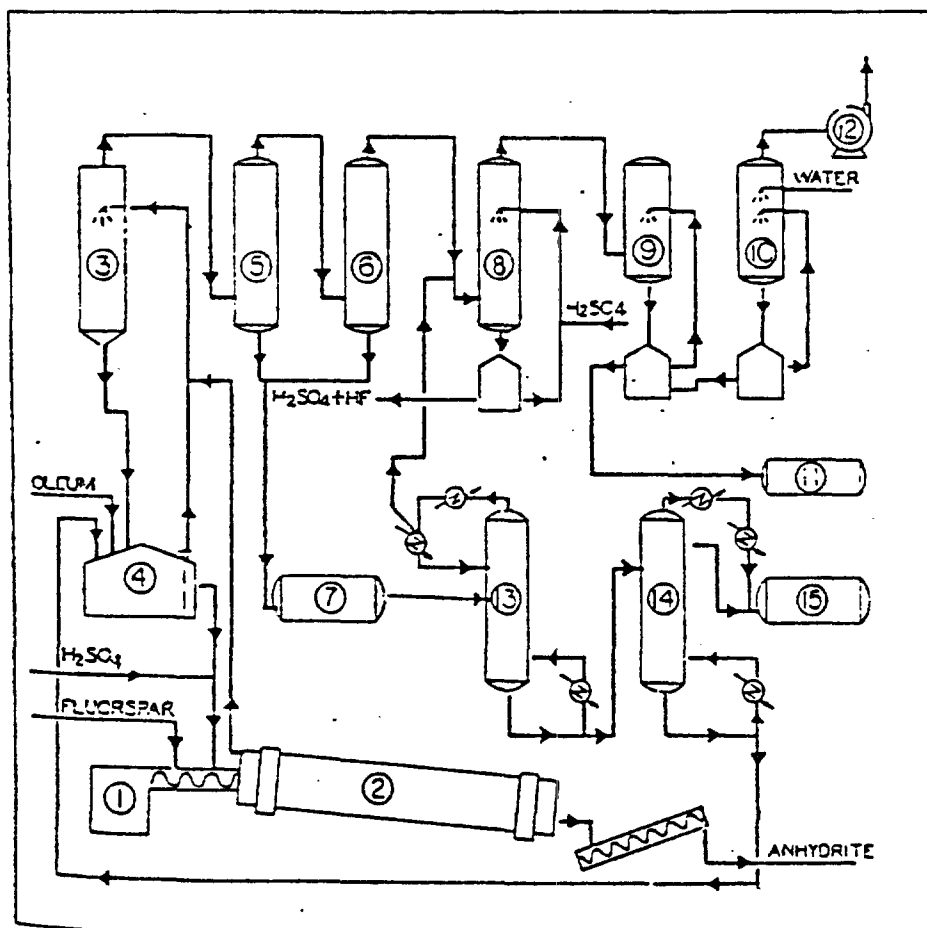 12
WATER
3
5
6
8
9
10
H2SO4
H2SO4+HF
11
OLEUM
4
7
13
14
15
H2SO4
FLUORSPAR
1
2
ANHYDRITE